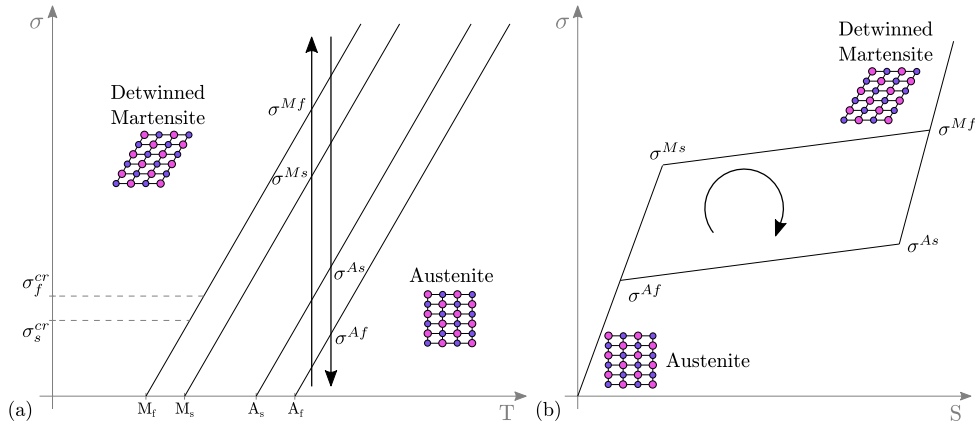 σ
Detwinned
Martensite
σ^{Mf}
σ^{Ms}
σ^{As}
Austenite
σ_f^{cr}
σ_s^{cr}
σ^{Af}
M_f
M_s
A_s
A_f
T
(a)
σ
Detwinned
Martensite
σ^{Mf}
σ^{Ms}
σ^{As}
σ^{Af}
Austenite
S
(b)